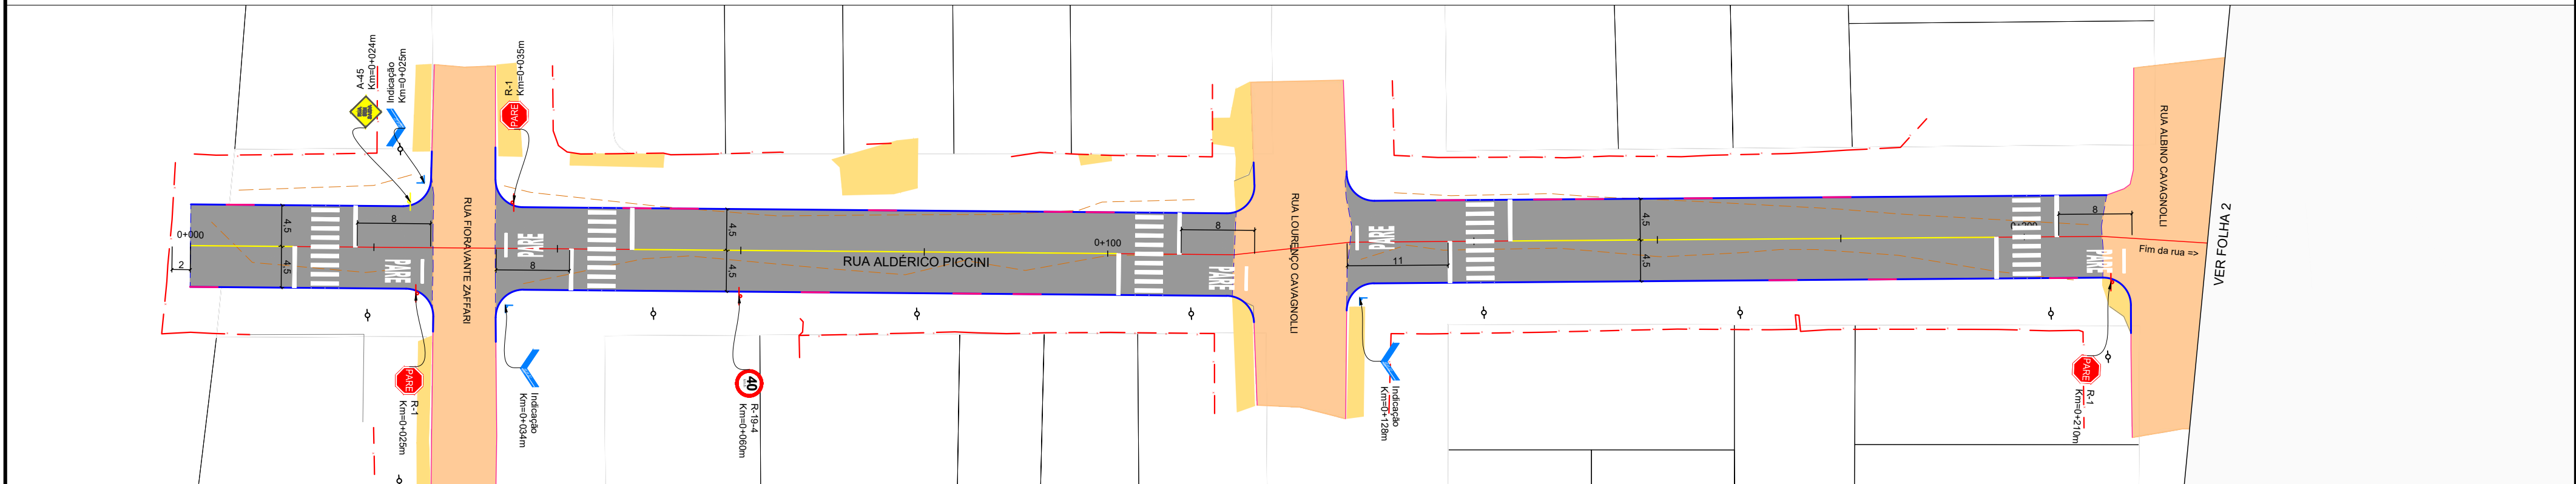 A-45
Km=0+024m
Indicação
Km=0+025m
R-1
Km=0+035m
PARE
RUA FIORAVANTE ZAFFARI
RUA LOURENÇO CAVAGNOLLI
RUA ALBINO CAVAGNOLLI
VER FOLHA 2
0+000
2
4,5
4,5
8
PARE
PARE
8
4,5
4,5
RUA ALDÉRICO PICCINI
0+100
8
PARE
PARE
11
4,5
4,5
0+200
8
PARE
Fim da rua =>
PARE
R-1
Km=0+025m
Indicação
Km=0+034m
40
R-19-4
Km=0+060m
Indicação
Km=0+128m
PARE
R-1
Km=0+210m